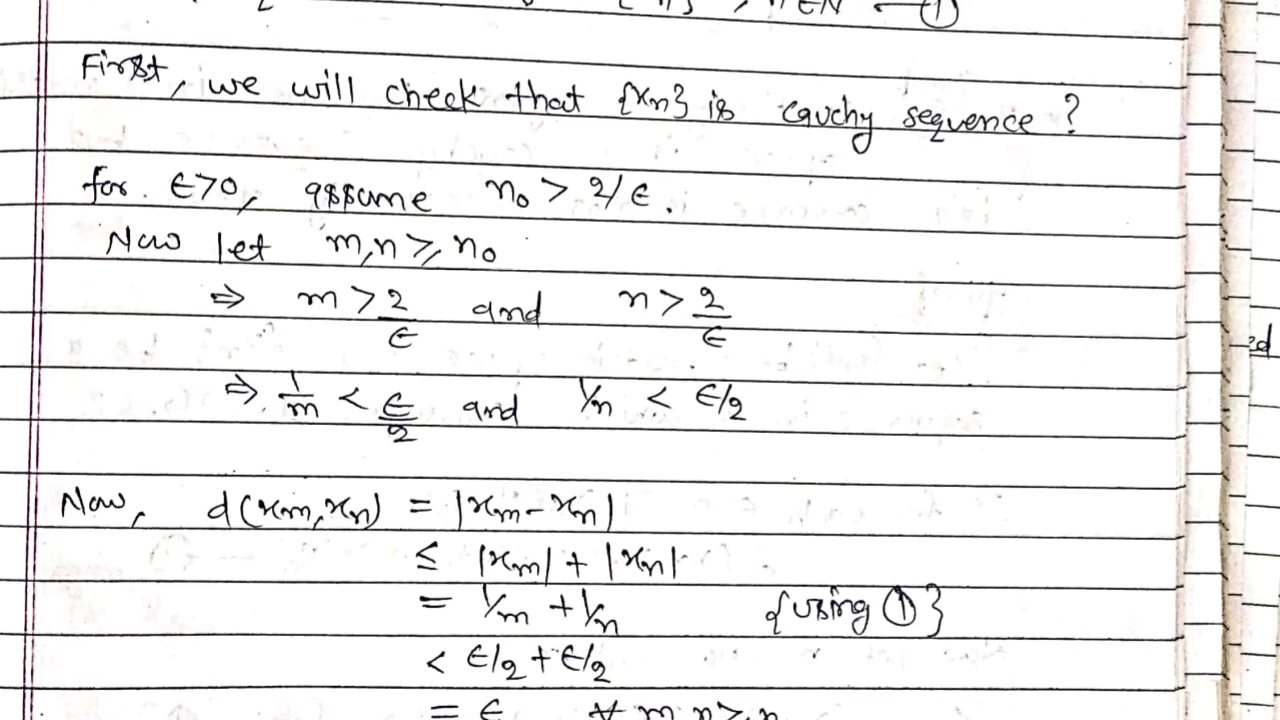 , n ∈ N — ①
First, we will check that {xn} is cauchy sequence ?
for. ϵ>0, assume n₀ > 2/ϵ.
Now let m,n ≥ n₀
⇒ m > 2/ϵ and n > 2/ϵ
⇒ 1/m < ϵ/2 and 1/n < ϵ/2
Now, d(xm,xn) = |xm - xn|
≤ |xm| + |xn|
= 1/m + 1/n {using ①}
< ϵ/2 + ϵ/2
= ϵ ∀ m,n ≥ n